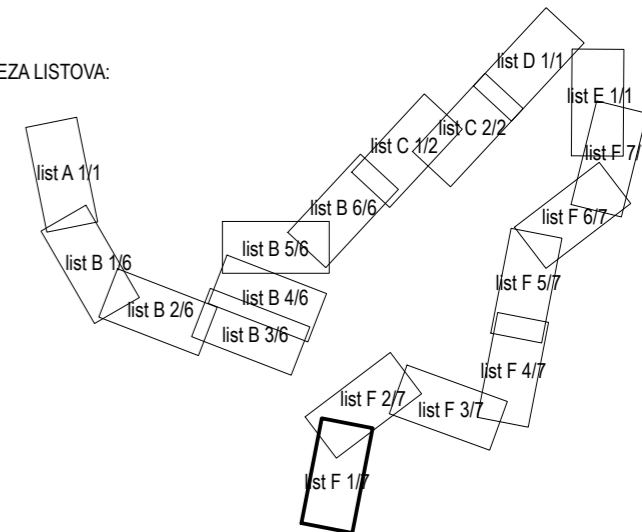 EZA LISTOVA:
list D 1/1
list E 1/1
list C 2/2
list C 1/2
list F 7/
list A 1/1
list B 6/6
list F 6/7
list B 5/6
list B 1/6
list F 5/7
list B 4/6
list B 2/6
list B 3/6
list F 4/7
list F 2/7
list F 3/7
list F 1/7